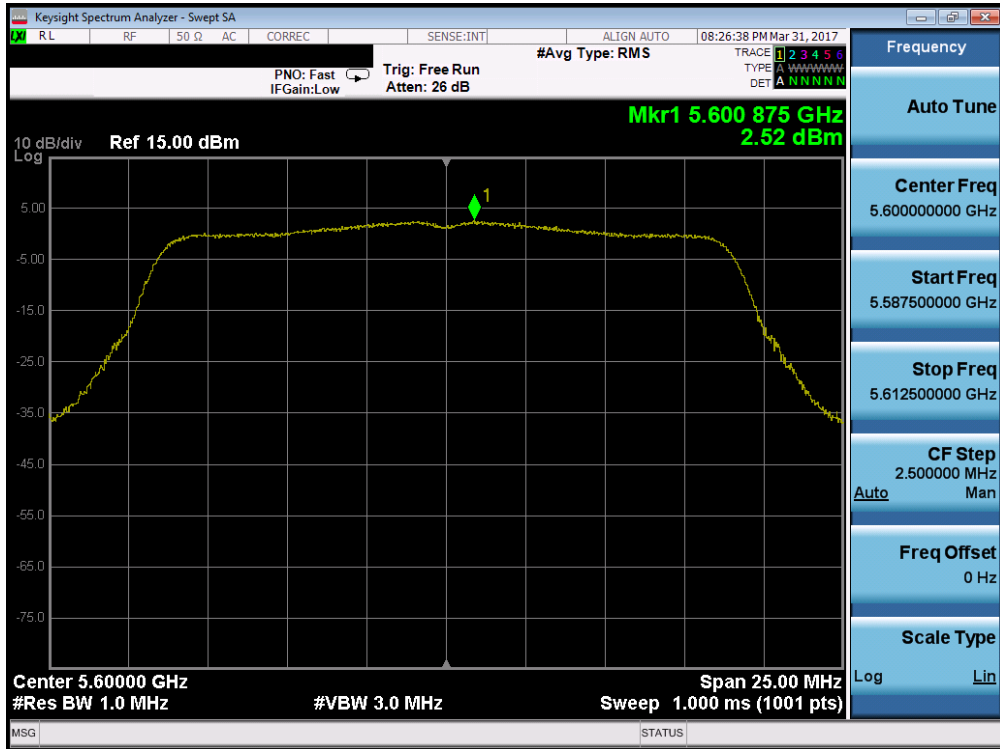 Keysight Spectrum Analyzer - Swept SA
LXI RL RF 50 Ω AC CORREC SENSE:INT ALIGN AUTO 08:26:38 PM Mar 31, 2017
#Avg Type: RMS
TRACE 1 2 3 4 5 6
TYPE A WWWWW
DET A N N N N N
PNO: Fast
IFGain:Low
Trig: Free Run
Atten: 26 dB
Mkr1 5.600 875 GHz
2.52 dBm
10 dB/div Ref 15.00 dBm
Log
1
5.00
-5.00
-15.0
-25.0
-35.0
-45.0
-55.0
-65.0
-75.0
Center 5.60000 GHz Span 25.00 MHz
#Res BW 1.0 MHz #VBW 3.0 MHz Sweep 1.000 ms (1001 pts)
MSG STATUS
Frequency
Auto Tune
Center Freq
5.600000000 GHz
Start Freq
5.587500000 GHz
Stop Freq
5.612500000 GHz
CF Step
2.500000 MHz
Auto Man
Freq Offset
0 Hz
Scale Type
Log Lin